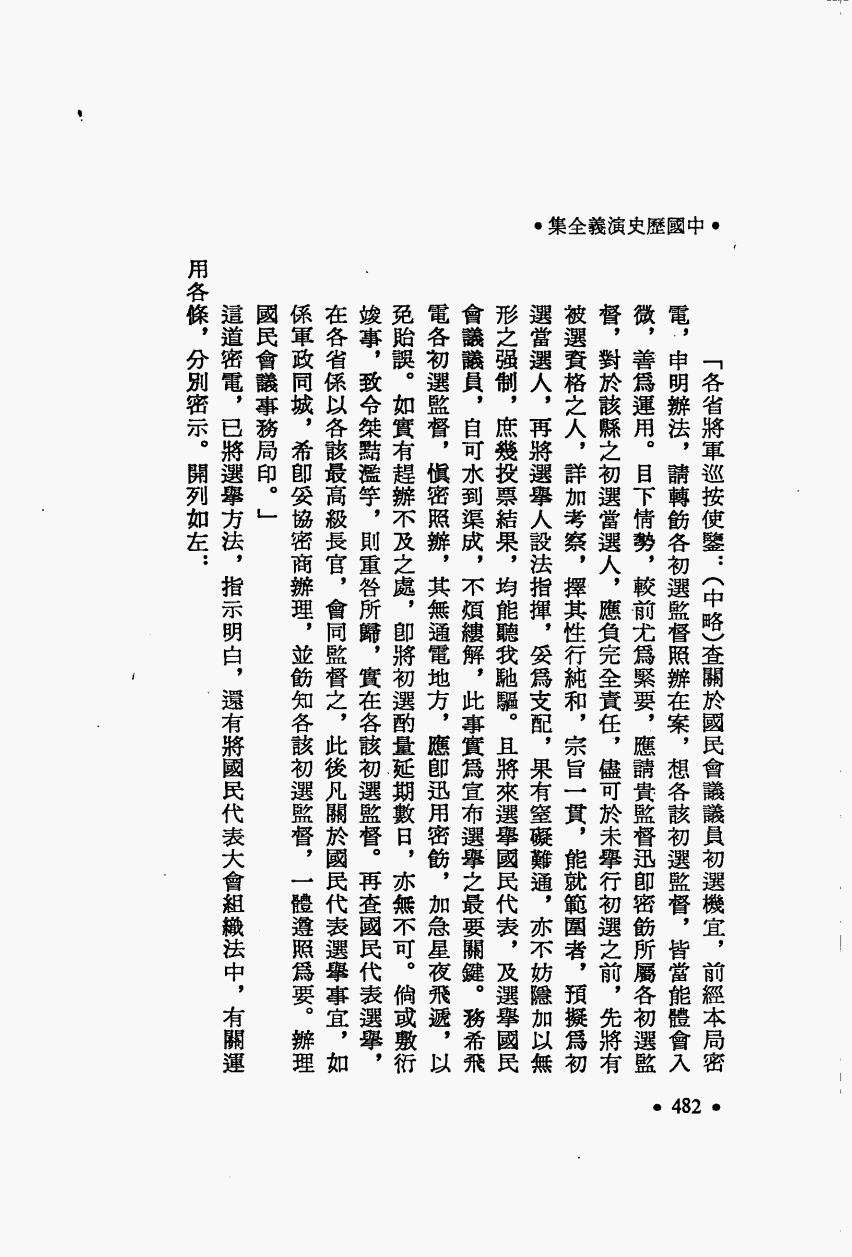 •中國歷史演義全集•
「各省將軍巡按使鑒：（中略）查關於國民會議議員初選機宜，前經本局密
電，申明辦法，請轉飭各初選監督照辦在案，想各該初選監督，皆當能體會入
微，善爲運用。目下情勢，較前尤爲緊要，應請貴監督迅卽密飭所屬各初選監
督，對於該縣之初選當選人，應負完全責任，儘可於未舉行初選之前，先將有
被選資格之人，詳加考察，擇其性行純和，宗旨一貫，能就範圍者，預擬爲初
選當選人，再將選舉人設法指揮，妥爲支配，果有窒礙難通，亦不妨隱加以無
形之强制，庶幾投票結果，均能聽我馳驅。且將來選舉國民代表，及選舉國民
會議議員，自可水到渠成，不煩縷解，此事實爲宣布選舉之最要關鍵。務希飛
電各初選監督，愼密照辦，其無通電地方，應卽迅用密飭，加急星夜飛遞，以
免貽誤。如實有趕辦不及之處，卽將初選酌量延期數日，亦無不可。倘或敷衍
竣事，致令桀黠濫竽，則重咎所歸，實在各該初選監督。再查國民代表選舉，
在各省係以各該最高級長官，會同監督之，此後凡關於國民代表選舉事宜，如
係軍政同城，希卽妥協密商辦理，並飭知各該初選監督，一體遵照爲要。辦理
國民會議事務局印。」
這道密電，已將選舉方法，指示明白，還有將國民代表大會組織法中，有關運
用各條，分別密示。開列如左：
•482•